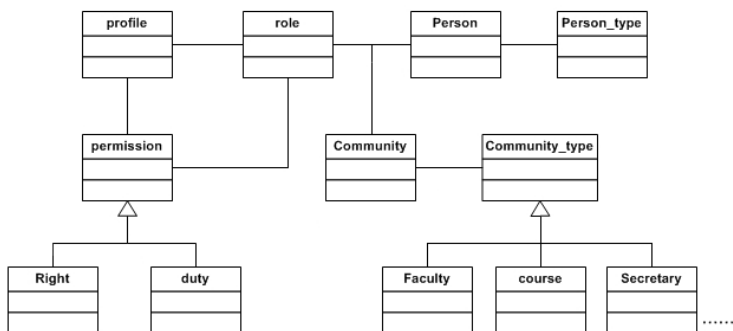 profile role Person Person_type
permission Community Community_type
Right duty Faculty course Secretary
......